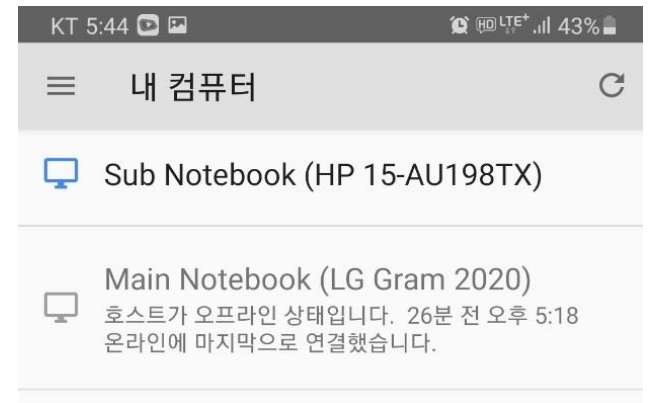 KT 5:44 HD LTE+ 43%
내 컴퓨터
Sub Notebook (HP 15-AU198TX)
Main Notebook (LG Gram 2020)
호스트가 오프라인 상태입니다. 26분 전 오후 5:18
온라인에 마지막으로 연결했습니다.